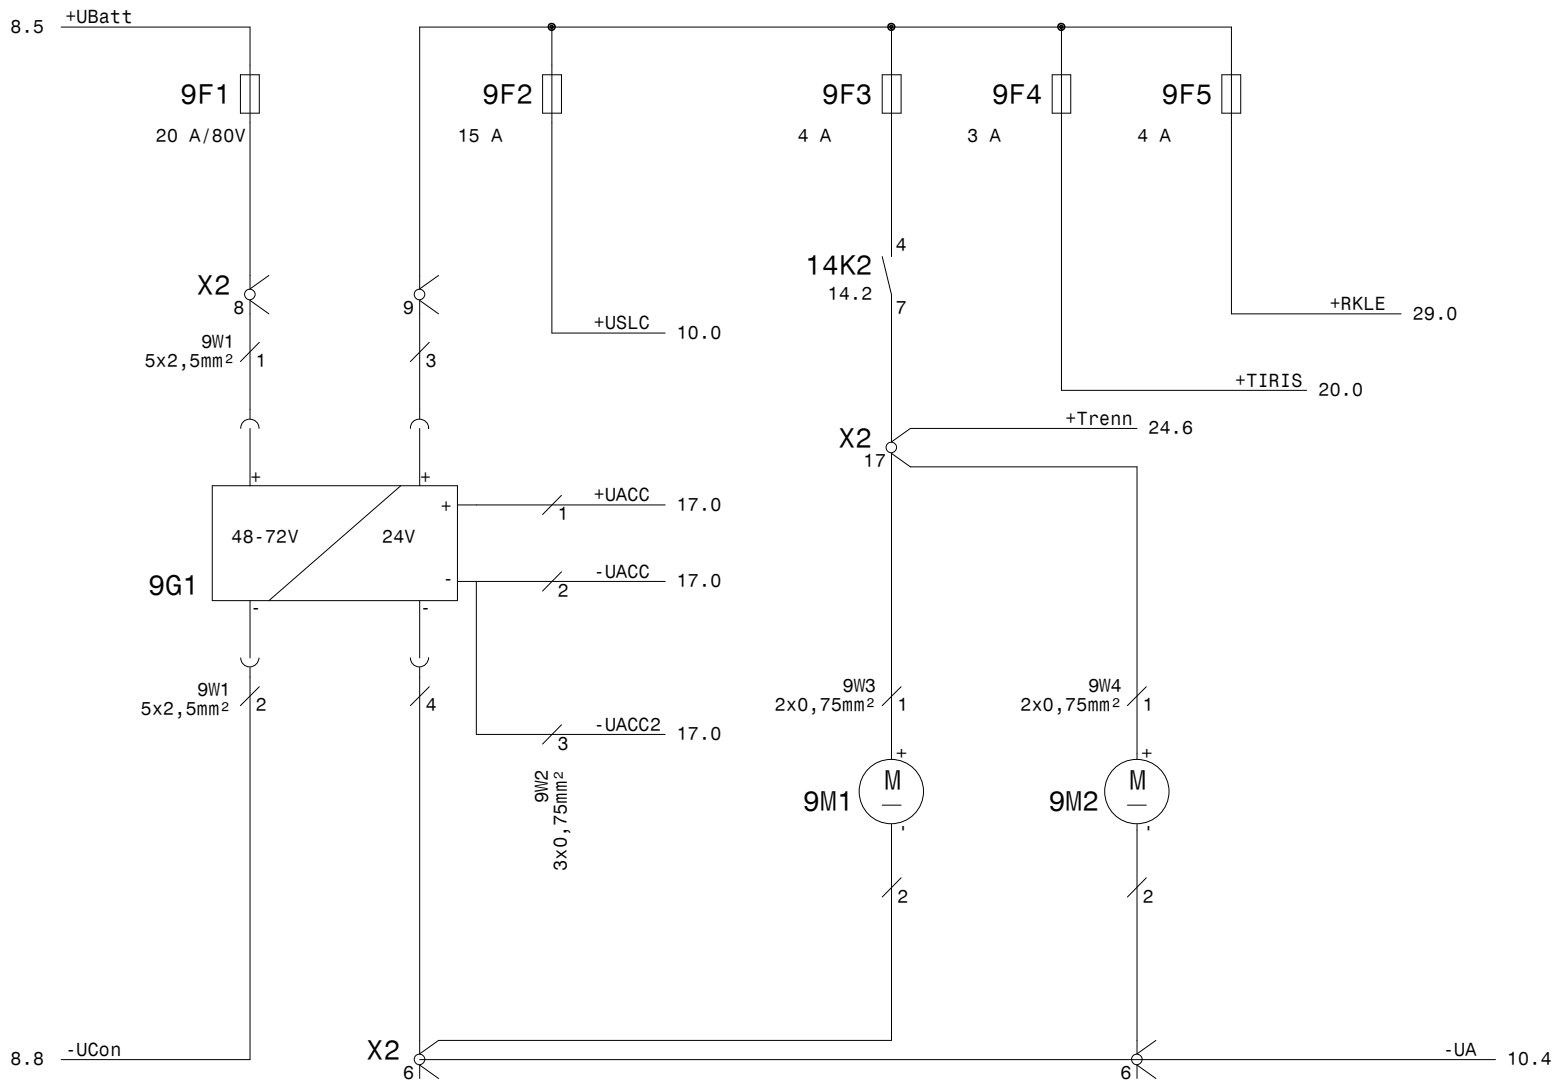 +UBatt
8.5
9F1
9F2
9F3
9F4
9F5
20 A/80V
15 A
4 A
3 A
4 A
4
14K2
14.2
7
X2
8
9
+RKLE
29.0
+USLC
10.0
9W1
5x2,5mm²
1
3
+TIRIS
20.0
+Trenn
24.6
X2
17
+
+
+
+UACC
17.0
1
48-72V
24V
-
-UACC
17.0
2
9G1
-
-
9W1
5x2,5mm²
2
4
9W3
2x0,75mm²
1
9W4
2x0,75mm²
1
-UACC2
17.0
3
9W2
3x0,75mm²
+
+
M
M
9M1
9M2
-
-
2
2
-UCon
8.8
X2
6
6
-UA
10.4